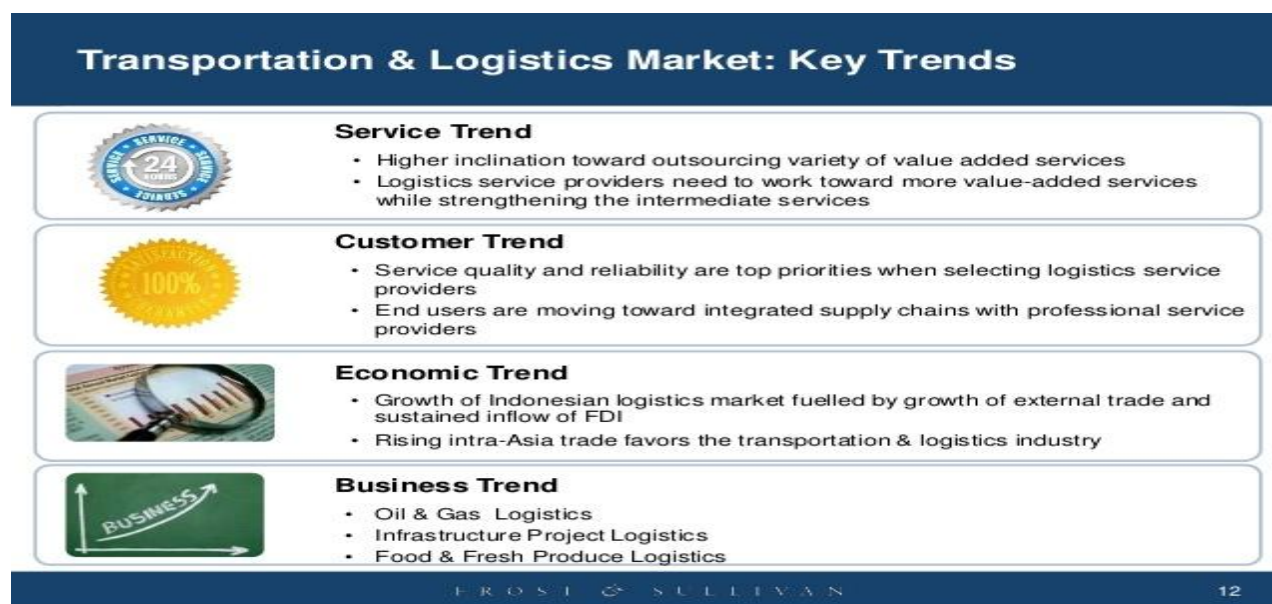 Transportation & Logistics Market: Key Trends
SERVICE
SERVICE
SERVICE
SERVICE
24
HOURS
Service Trend
• Higher inclination toward outsourcing variety of value added services
• Logistics service providers need to work toward more value-added services
while strengthening the intermediate services
SATISFACTION
100%
Customer Trend
• Service quality and reliability are top priorities when selecting logistics service
providers
• End users are moving toward integrated supply chains with professional service
providers
Economic Trend
• Growth of Indonesian logistics market fuelled by growth of external trade and
sustained inflow of FDI
• Rising intra-Asia trade favors the transportation & logistics industry
BUSINESS
Business Trend
• Oil & Gas Logistics
• Infrastructure Project Logistics
• Food & Fresh Produce Logistics
FROST & SULLIVAN
12